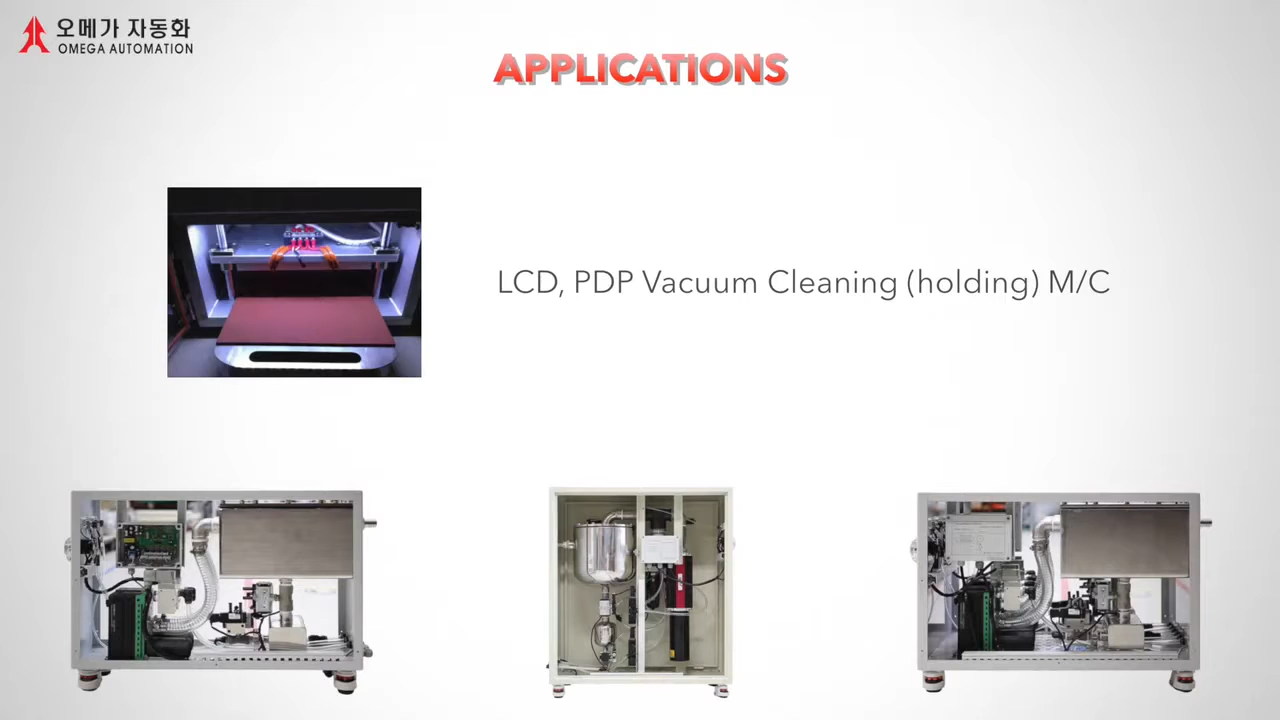 오메가 자동화
OMEGA AUTOMATION
APPLICATIONS
LCD, PDP Vacuum Cleaning (holding) M/C